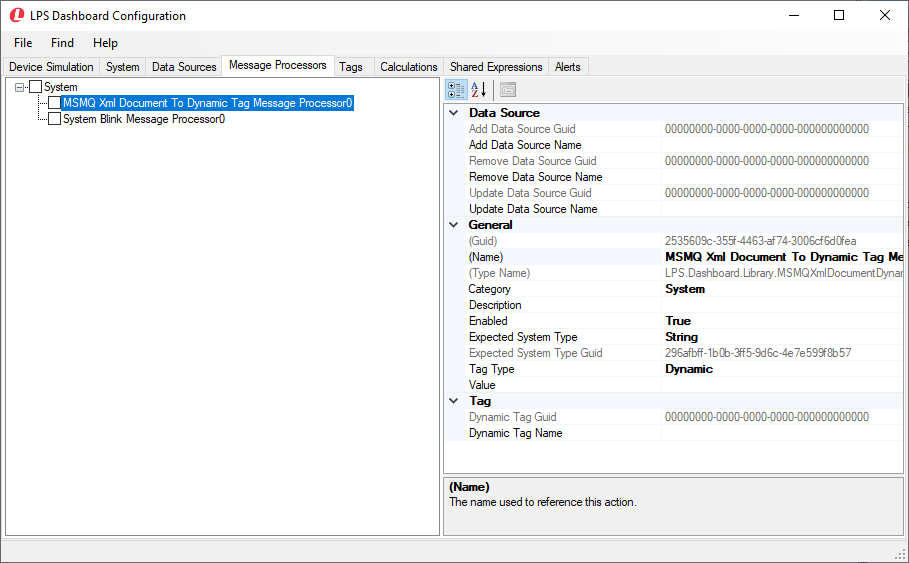 LPS Dashboard Configuration
File Find Help
Device Simulation System Data Sources Message Processors Tags Calculations Shared Expressions Alerts
System
MSMQ Xml Document To Dynamic Tag Message Processor0
System Blink Message Processor0
Data Source
Add Data Source Guid 00000000-0000-0000-0000-000000000000
Add Data Source Name
Remove Data Source Guid 00000000-0000-0000-0000-000000000000
Remove Data Source Name
Update Data Source Guid 00000000-0000-0000-0000-000000000000
Update Data Source Name
General
(Guid) 2535609c-355f-4463-af74-3006cf6d0fea
(Name) MSMQ Xml Document To Dynamic Tag Me
(Type Name) LPS.Dashboard.Library.MSMQXmlDocumentDyna
Category System
Description
Enabled True
Expected System Type String
Expected System Type Guid 296afbff-1b0b-3ff5-9d6c-4e7e599f8b57
Tag Type Dynamic
Value
Tag
Dynamic Tag Guid 00000000-0000-0000-0000-000000000000
Dynamic Tag Name
(Name)
The name used to reference this action.